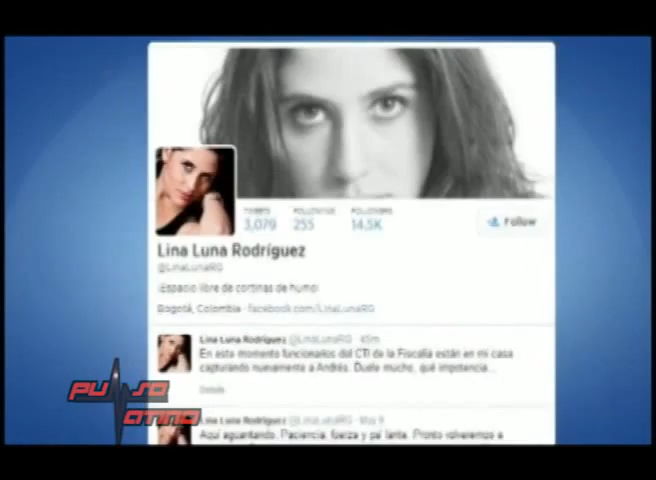 TWEETS FOLLOWING FOLLOWERS
3,079 255 14.5K
Follow
Lina Luna Rodríguez
@LinaLunaRG
¡Espacio libre de cortinas de humo!
Bogotá, Colombia · facebook.com/LinaLunaRG
Lina Luna Rodríguez @LinaLunaRG · 45m
En este momento funcionarios del CTI de la Fiscalía están en mi casa
capturando nuevamente a Andrés. Duele mucho, qué impotencia...
Details
Lina Luna Rodríguez @LinaLunaRG · May 9
Aquí aguantando. Paciencia, fuerza y pa'lante. Pronto volveremos a
PULSO
LATINO